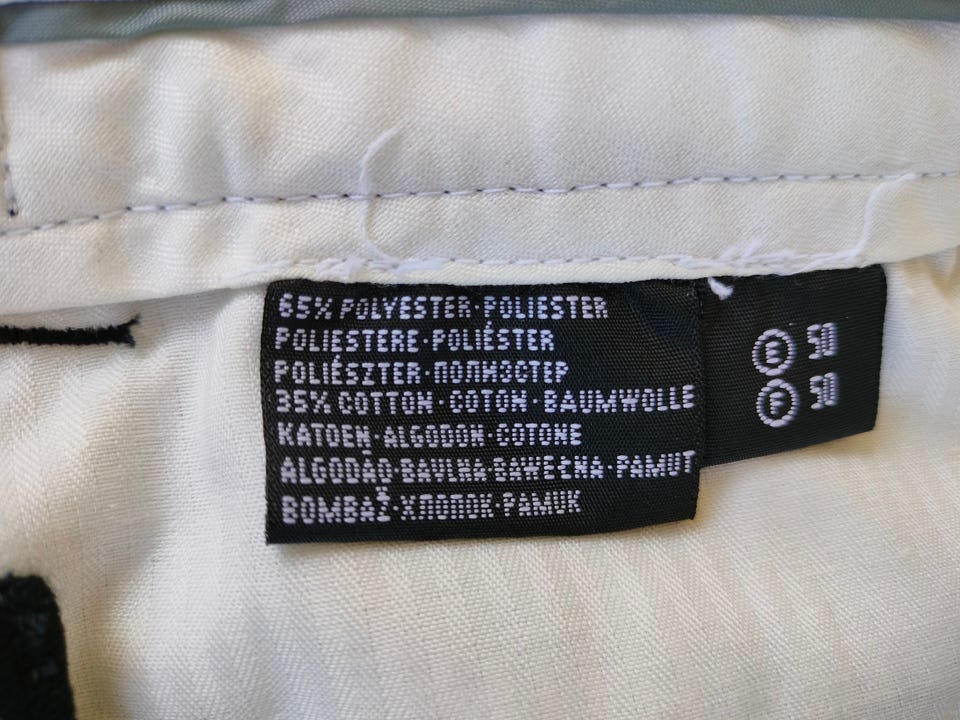 65% POLYESTER·POLIESTER
POLIESTERE·POLIÉSTER
POLIÉSZTER·ПОЛИЭСТЕР
35% COTTON·COTON·BAUMWOLLE
KATOEN·ALGODON·COTONE
ALGODÃO·BAVLNA·BAWEŁNA·PAMUT
BOMBAŽ·ХЛОПОК·PAMUK
E 50
F 50